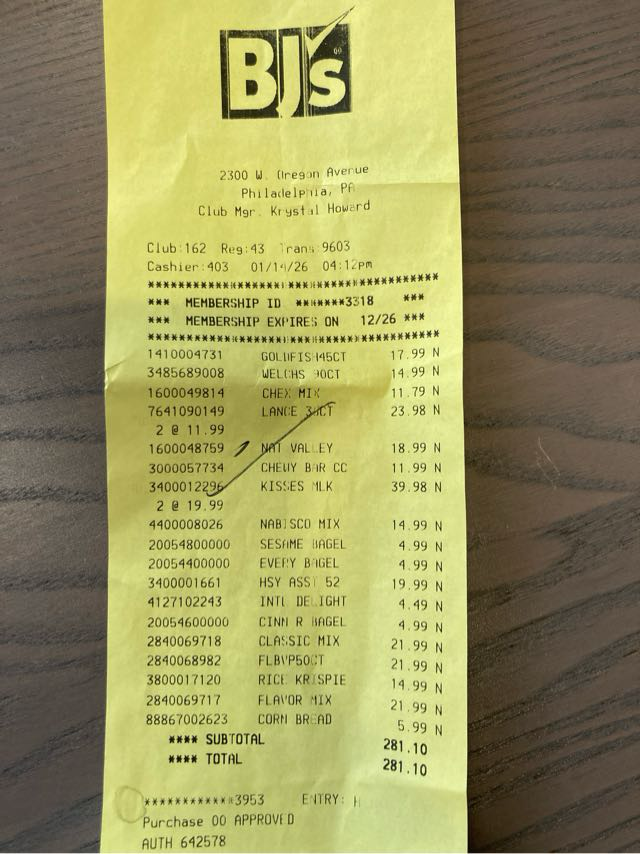 BJs
2300 W. Oregon Avenue
Philadelphia, PA
Club Mgr. Krystal Howard
Club:162 Reg:43 Trans:9603
Cashier:403 01/14/26 04:12pm
****************************************
*** MEMBERSHIP ID *******3318 ***
*** MEMBERSHIP EXPIRES ON 12/26 ***
****************************************
1410004731 GOLDFISH45CT 17.99 N
3485689008 WELCHS 90CT 14.99 N
1600049814 CHEX MIX 11.79 N
7641090149 LANCE 23.98 N
2 @ 11.99
1600048759 NAT VALLEY 18.99 N
3000057734 CHEWY BAR CC 11.99 N
3400012296 KISSES MLK 39.98 N
2 @ 19.99
4400008026 NABISCO MIX 14.99 N
20054800000 SESAME BAGEL 4.99 N
20054400000 EVERY BAGEL 4.99 N
3400001661 HSY ASST 52 19.99 N
4127102243 INTL DELIGHT 4.49 N
20054600000 CINN R BAGEL 4.99 N
2840069718 CLASSIC MIX 21.99 N
2840068982 FLBVP50CT 21.99 N
3800017120 RICE KRISPIE 14.99 N
2840069717 FLAVOR MIX 21.99 N
88867002623 CORN BREAD 5.99 N
**** SUBTOTAL 281.10
**** TOTAL 281.10
************3953 ENTRY:
Purchase 00 APPROVED
AUTH 642578